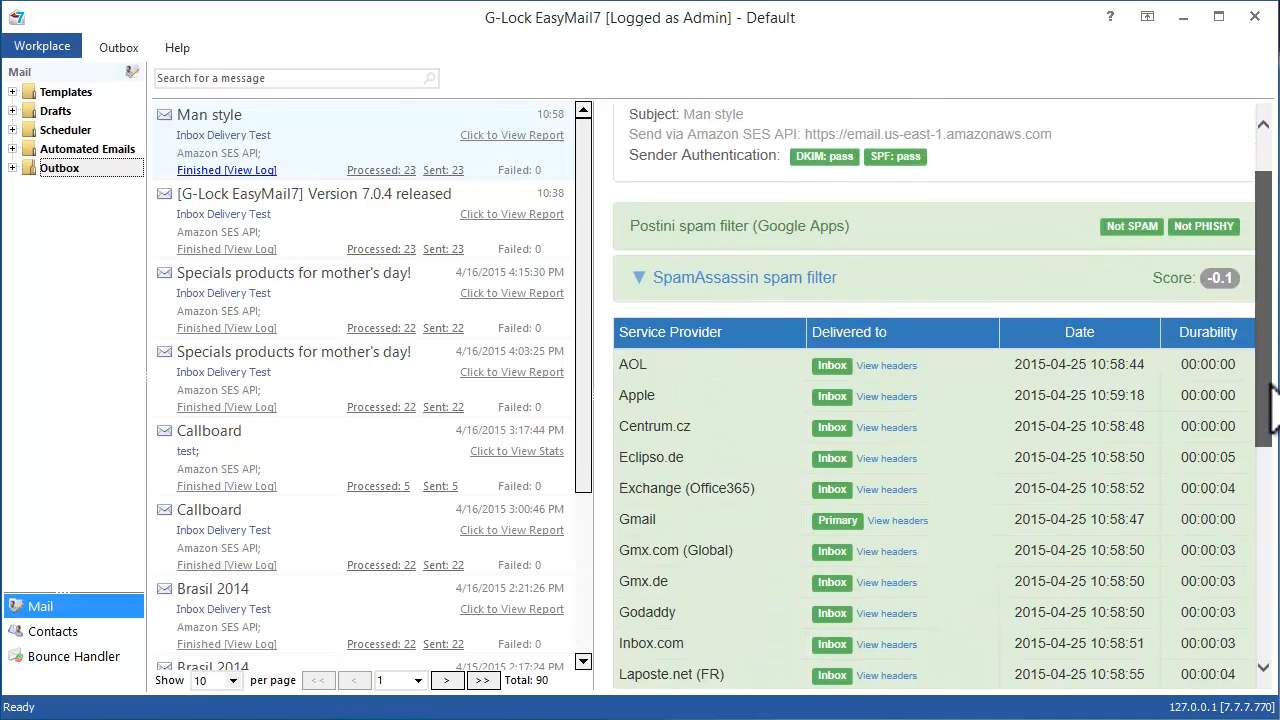 G-Lock EasyMail7 [Logged as Admin] - Default
?
Workplace Outbox Help
Mail
Templates
Drafts
Scheduler
Automated Emails
Outbox
Mail
Contacts
Bounce Handler
Search for a message
Man style 10:58
Inbox Delivery Test Click to View Report
Amazon SES API;
Finished [View Log] Processed: 23 Sent: 23 Failed: 0
[G-Lock EasyMail7] Version 7.0.4 released 10:38
Inbox Delivery Test Click to View Report
Amazon SES API;
Finished [View Log] Processed: 23 Sent: 23 Failed: 0
Specials products for mother's day! 4/16/2015 4:15:30 PM
Inbox Delivery Test Click to View Report
Amazon SES API;
Finished [View Log] Processed: 22 Sent: 22 Failed: 0
Specials products for mother's day! 4/16/2015 4:03:25 PM
Inbox Delivery Test Click to View Report
Amazon SES API;
Finished [View Log] Processed: 22 Sent: 22 Failed: 0
Callboard 4/16/2015 3:17:44 PM
test; Click to View Stats
Amazon SES API;
Finished [View Log] Processed: 5 Sent: 5 Failed: 0
Callboard 4/16/2015 3:00:46 PM
Inbox Delivery Test Click to View Report
Amazon SES API;
Finished [View Log] Processed: 22 Sent: 22 Failed: 0
Brasil 2014 4/16/2015 2:21:26 PM
Inbox Delivery Test Click to View Report
Amazon SES API;
Finished [View Log] Processed: 22 Sent: 22 Failed: 0
Brasil 2014 4/15/2015 2:17:24 PM
Show 10 per page << < 1 > >> Total: 90
Subject: Man style
Send via Amazon SES API: https://email.us-east-1.amazonaws.com
Sender Authentication: DKIM: pass SPF: pass
Postini spam filter (Google Apps) Not SPAM Not PHISHY
SpamAssassin spam filter Score: -0.1
Service Provider Delivered to Date Durability
AOL Inbox View headers 2015-04-25 10:58:44 00:00:00
Apple Inbox View headers 2015-04-25 10:59:18 00:00:00
Centrum.cz Inbox View headers 2015-04-25 10:58:48 00:00:00
Eclipso.de Inbox View headers 2015-04-25 10:58:50 00:00:05
Exchange (Office365) Inbox View headers 2015-04-25 10:58:52 00:00:04
Gmail Primary View headers 2015-04-25 10:58:47 00:00:00
Gmx.com (Global) Inbox View headers 2015-04-25 10:58:50 00:00:03
Gmx.de Inbox View headers 2015-04-25 10:58:50 00:00:03
Godaddy Inbox View headers 2015-04-25 10:58:50 00:00:03
Inbox.com Inbox View headers 2015-04-25 10:58:51 00:00:03
Laposte.net (FR) Inbox View headers 2015-04-25 10:58:55 00:00:04
Ready 127.0.0.1 [7.7.7.770]